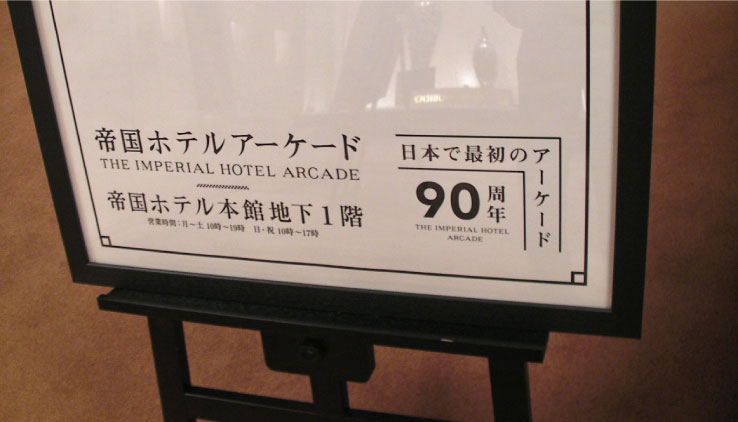 帝国ホテルアーケード
THE IMPERIAL HOTEL ARCADE
帝国ホテル本館地下1階
営業時間：月～土 10時～19時　日・祝 10時～17時
日本で最初のアーケード
90周年
THE IMPERIAL HOTEL
ARCADE